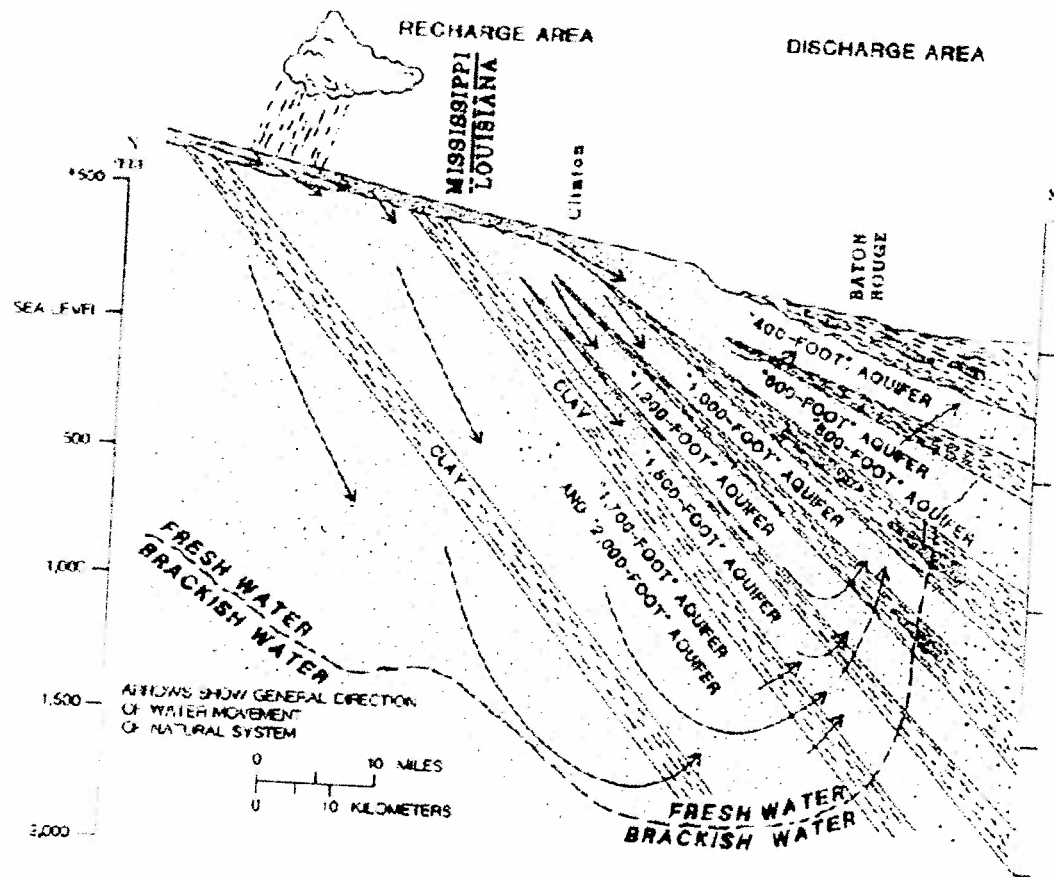 RECHARGE AREA
DISCHARGE AREA
MISSISSIPPI
LOUISIANA
Clinton
BATON
ROUGE
SEA LEVEL
500
1,000
1,500
2,000
CLAY
CLAY
"400-FOOT" AQUIFER
"600-FOOT" AQUIFER
"800-FOOT" AQUIFER
"1,000-FOOT" AQUIFER
"1,200-FOOT" AQUIFER
"1,500-FOOT" AQUIFER
"1,700-FOOT" AQUIFER
AND "2,000-FOOT" AQUIFER
FRESH WATER
BRACKISH WATER
ARROWS SHOW GENERAL DIRECTION
OF WATER MOVEMENT
OF NATURAL SYSTEM
0 10 MILES
0 10 KILOMETERS
FRESH WATER
BRACKISH WATER